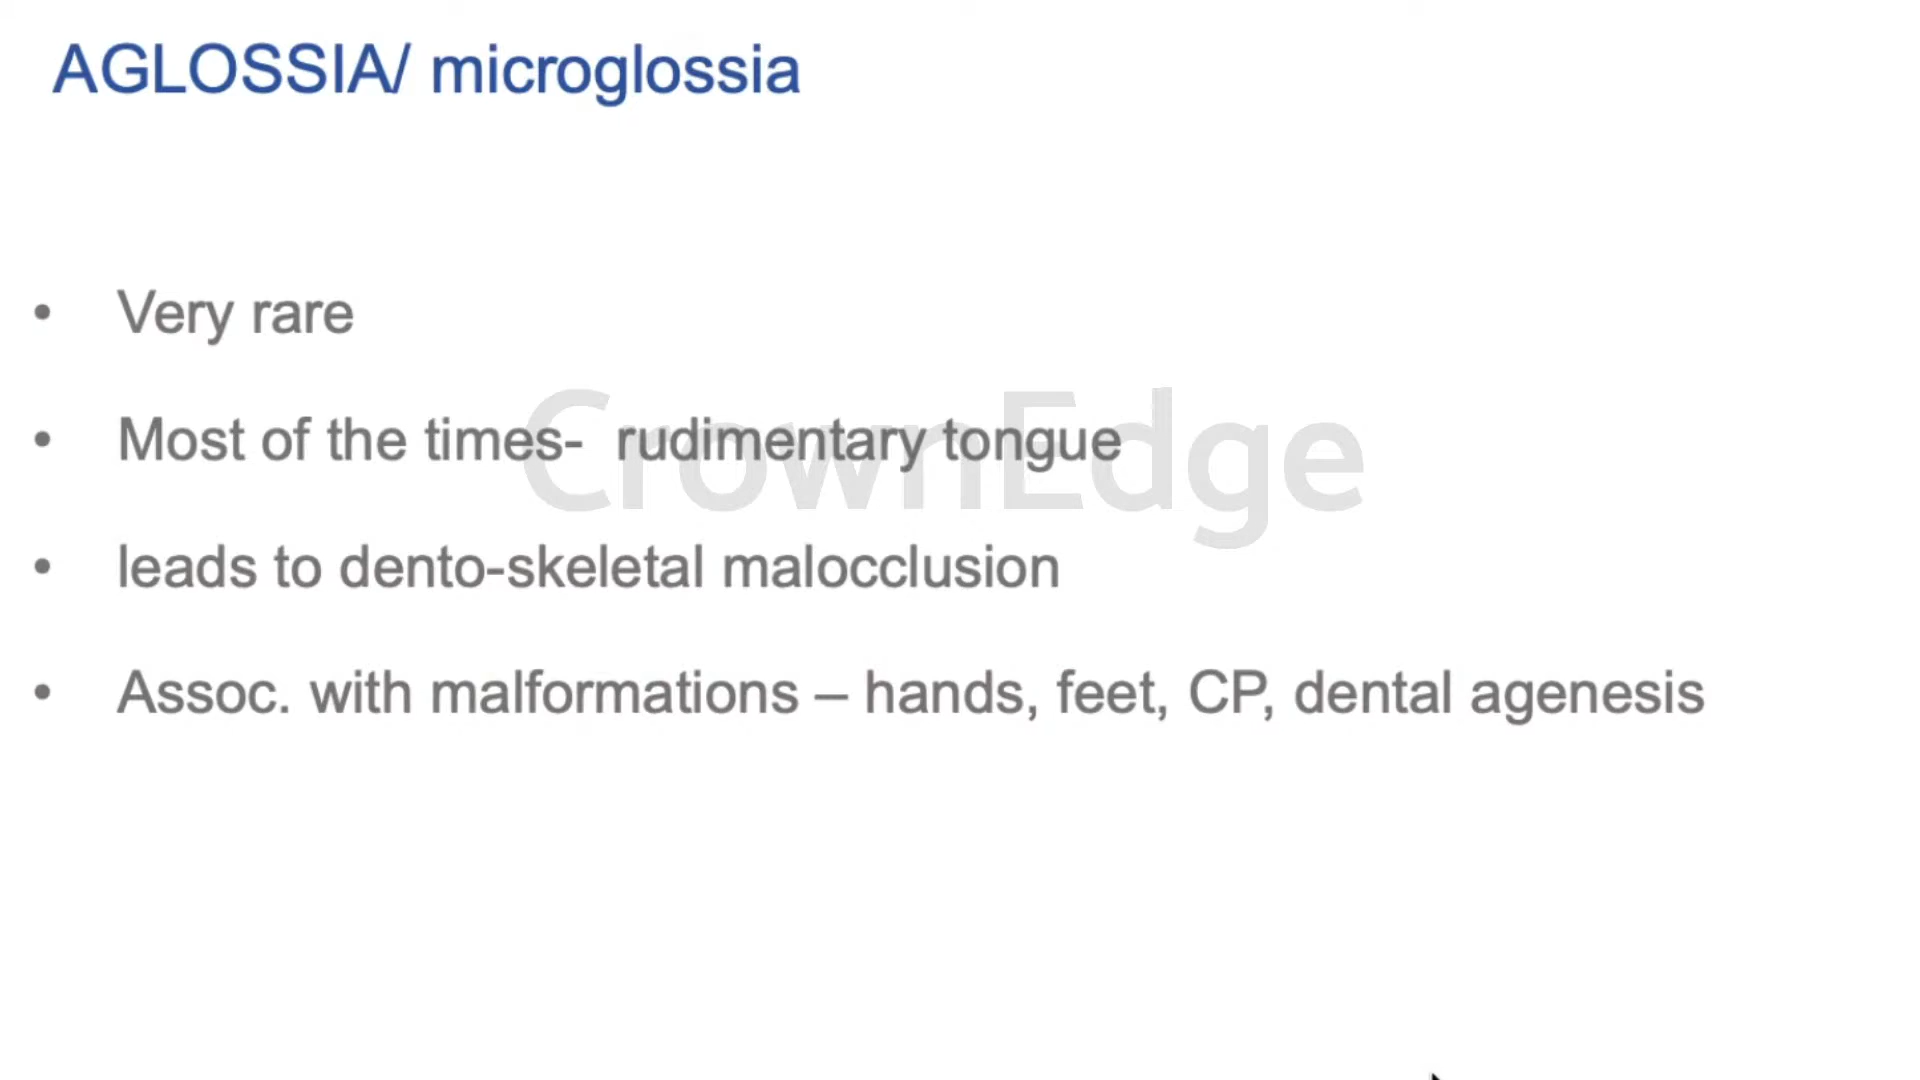 AGLOSSIA/ microglossia
• Very rare
• Most of the times- rudimentary tongue
CrownEdge
• leads to dento-skeletal malocclusion
• Assoc. with malformations – hands, feet, CP, dental agenesis